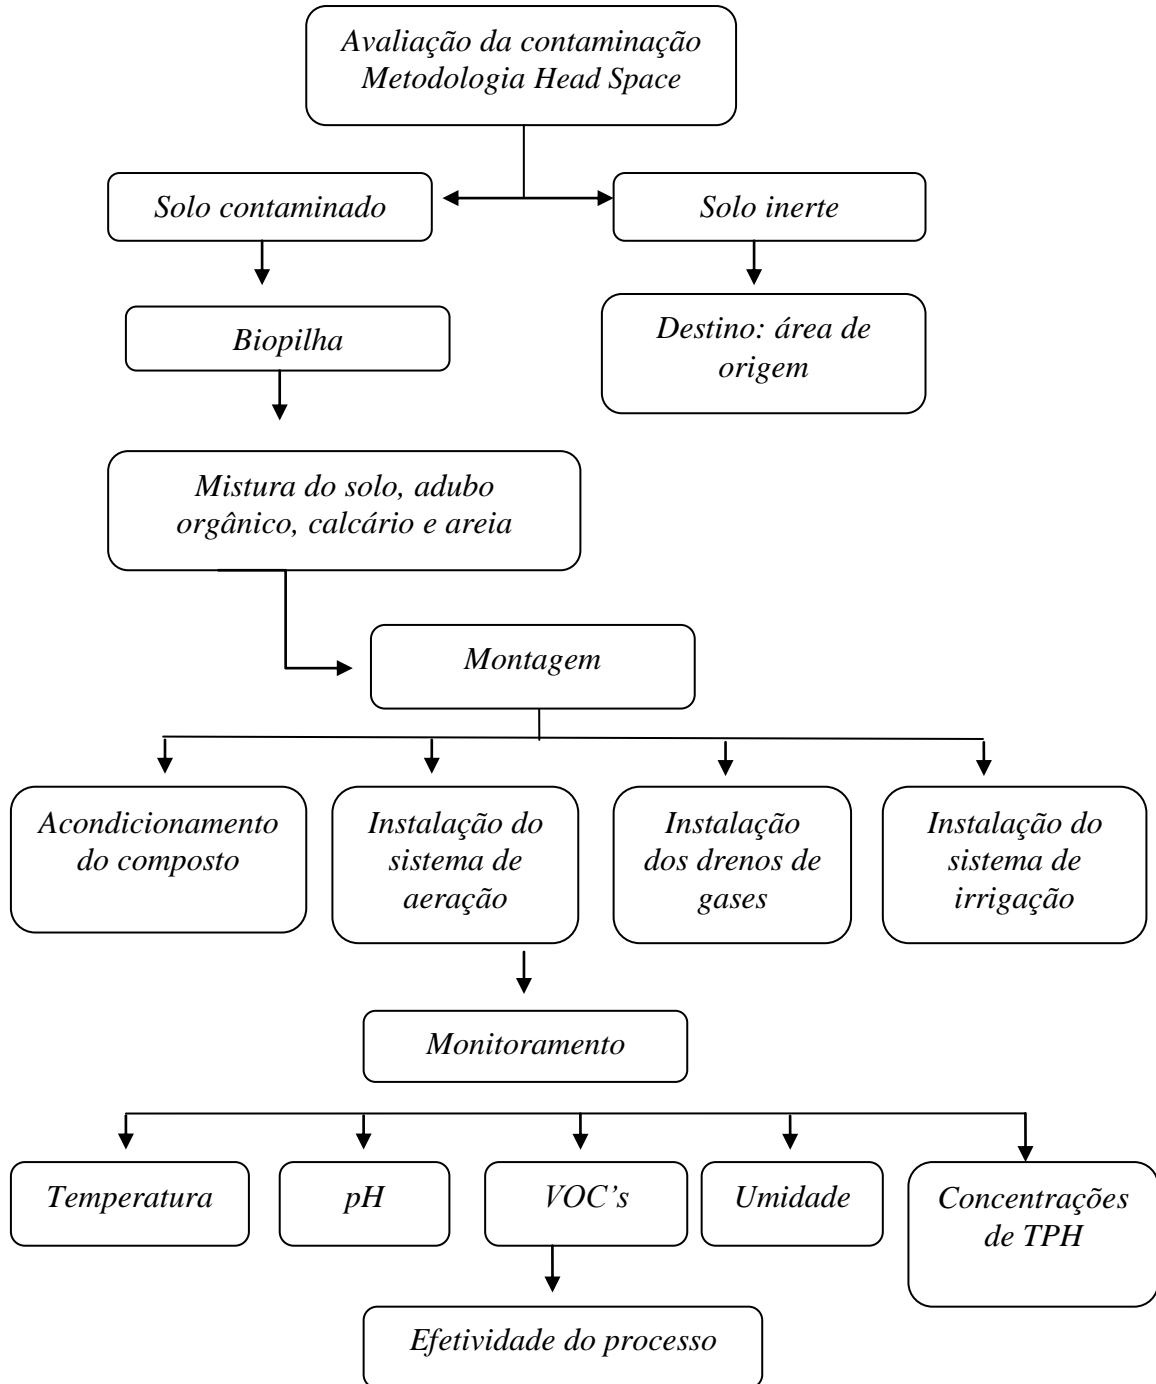 Avaliação da contaminação
Metodologia Head Space
Solo contaminado
Solo inerte
Biopilha
Destino: área de
origem
Mistura do solo, adubo
orgânico, calcário e areia
Montagem
Acondicionamento
do composto
Instalação do
sistema de
aeração
Instalação
dos drenos de
gases
Instalação do
sistema de
irrigação
Monitoramento
Temperatura
pH
VOC’s
Umidade
Concentrações
de TPH
Efetividade do processo